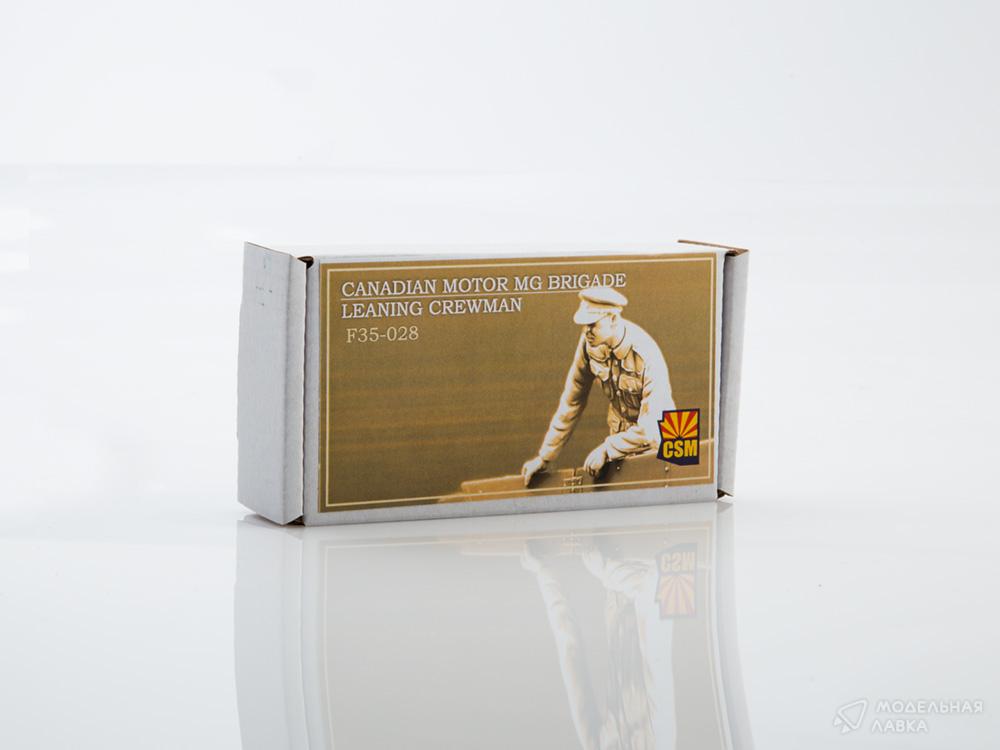 CANADIAN MOTOR MG BRIGADE
LEANING CREWMAN
F35-028
CSM
МОДЕЛЬНАЯ
ЛАВКА